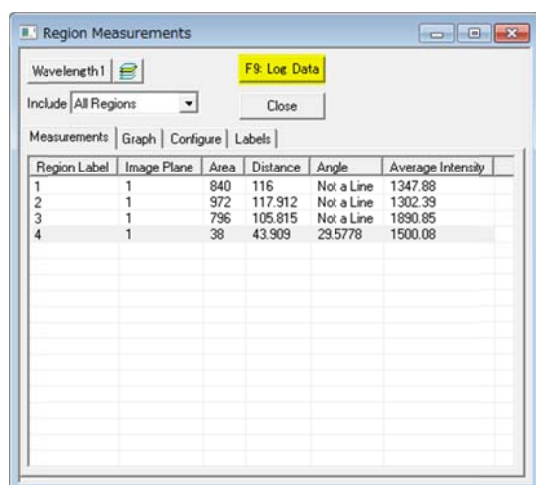 Region Measurements
Wavelength1
F9: Log Data
Include All Regions
Close
Measurements Graph Configure Labels
Region Label Image Plane Area Distance Angle Average Intensity
1 1 840 116 Not a Line 1347.88
2 1 972 117.912 Not a Line 1302.39
3 1 796 105.815 Not a Line 1890.85
4 1 38 43.909 29.5778 1500.08